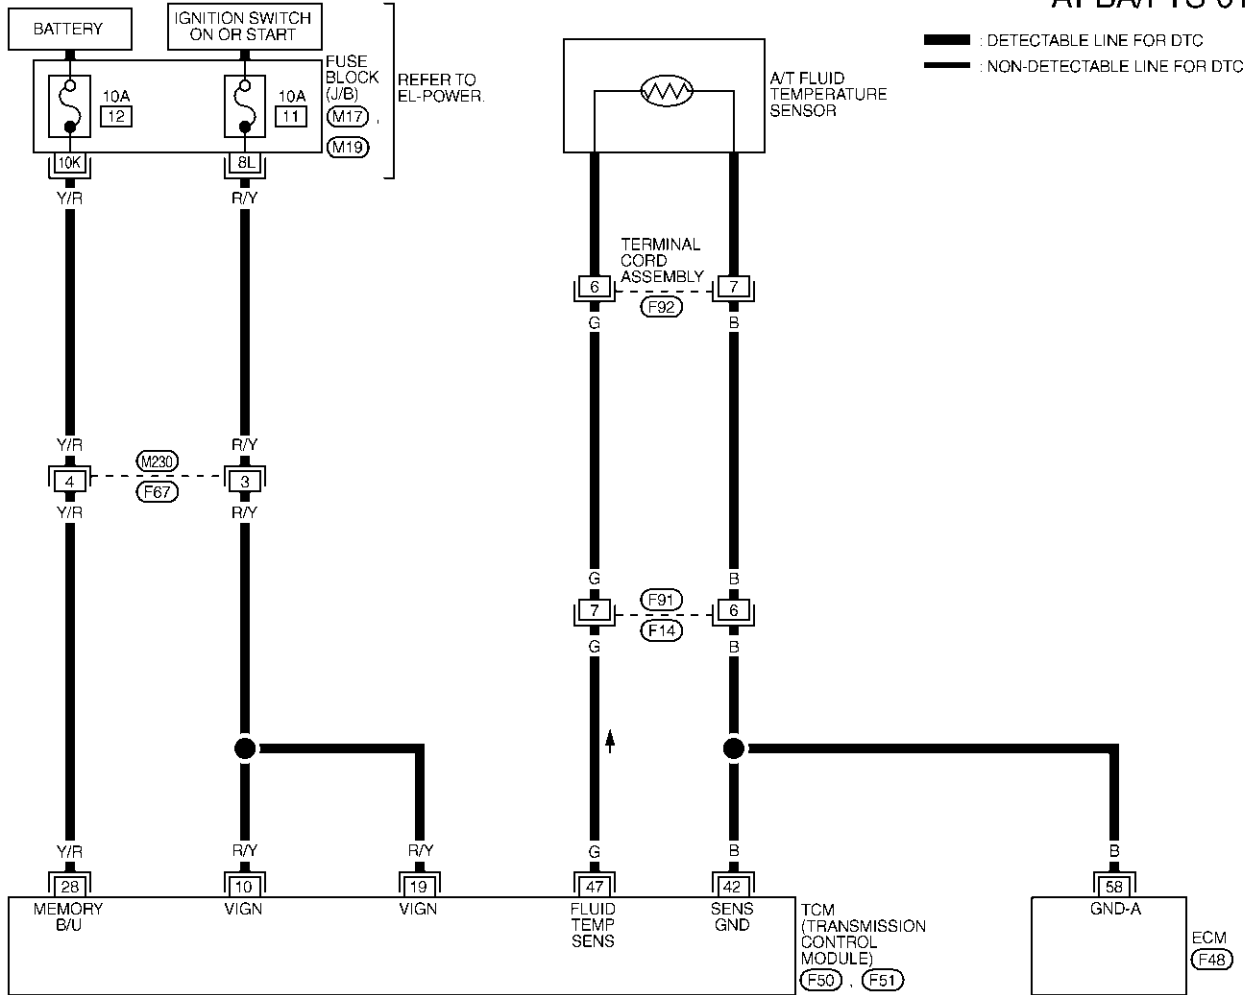 BATTERY
IGNITION SWITCH
ON OR START
: DETECTABLE LINE FOR DTC
: NON-DETECTABLE LINE FOR DTC
FUSE
BLOCK
(J/B)
M17 ,
M19
REFER TO
EL-POWER.
10A
12
10A
11
A/T FLUID
TEMPERATURE
SENSOR
10K
8L
Y/R
R/Y
TERMINAL
CORD
ASSEMBLY
6
7
F92
G
B
Y/R
R/Y
4
M230
F67
3
Y/R
R/Y
G
B
7
F91
F14
6
G
B
Y/R
R/Y
R/Y
G
B
B
28
10
19
47
42
58
MEMORY
B/U
VIGN
VIGN
FLUID
TEMP
SENS
SENS
GND
TCM
(TRANSMISSION
CONTROL
MODULE)
F50 , F51
GND-A
ECM
F48